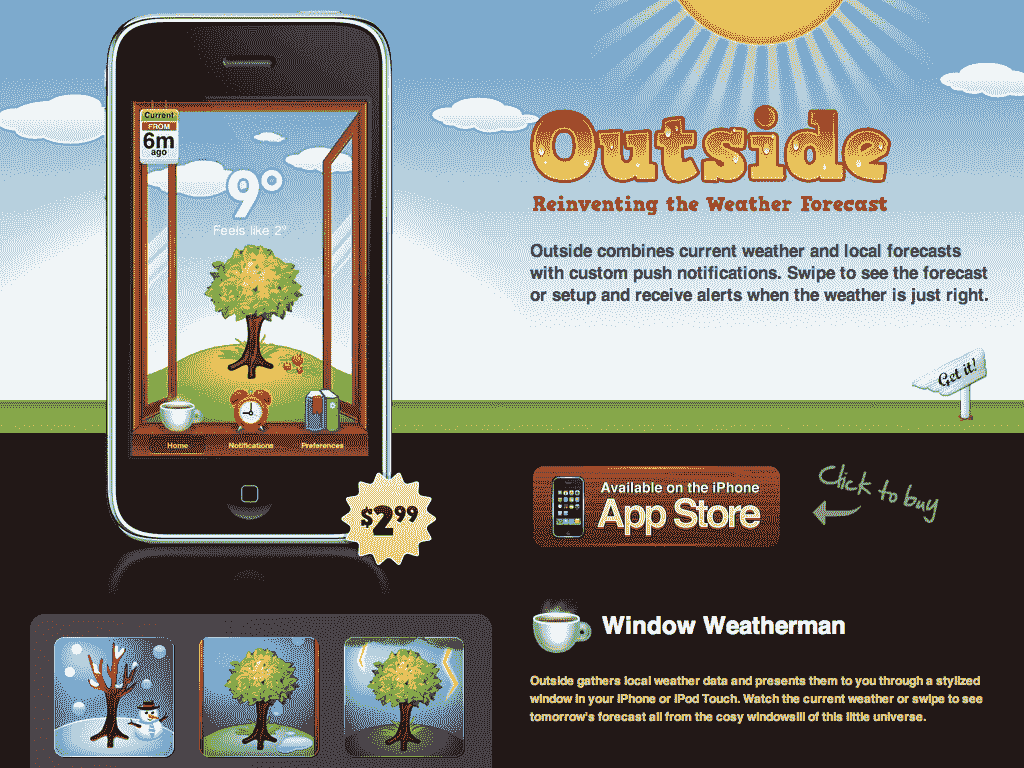 Current
FROM
6m
ago
9°
Feels like 2°
Home
Notifications
Preferences
$2.99
Outside
Reinventing the Weather Forecast
Outside combines current weather and local forecasts
with custom push notifications. Swipe to see the forecast
or setup and receive alerts when the weather is just right.
Get it!
Available on the iPhone
App Store
Click to buy
Window Weatherman
Outside gathers local weather data and presents them to you through a stylized
window in your iPhone or iPod Touch. Watch the current weather or swipe to see
tomorrow's forecast all from the cosy windowsill of this little universe.